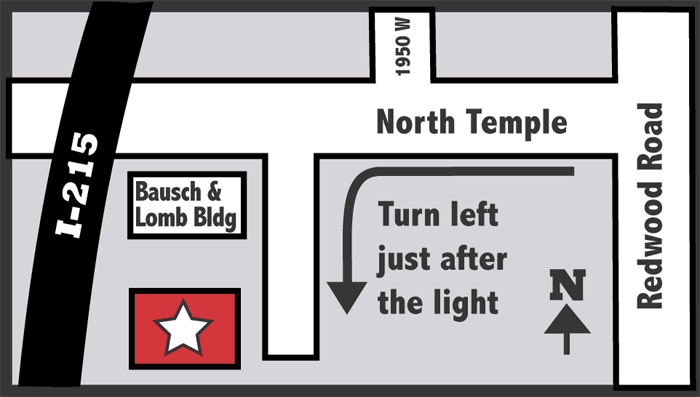 1950 W
North Temple
I-215
Redwood Road
Bausch &
Lomb Bldg
Turn left
just after
the light
N